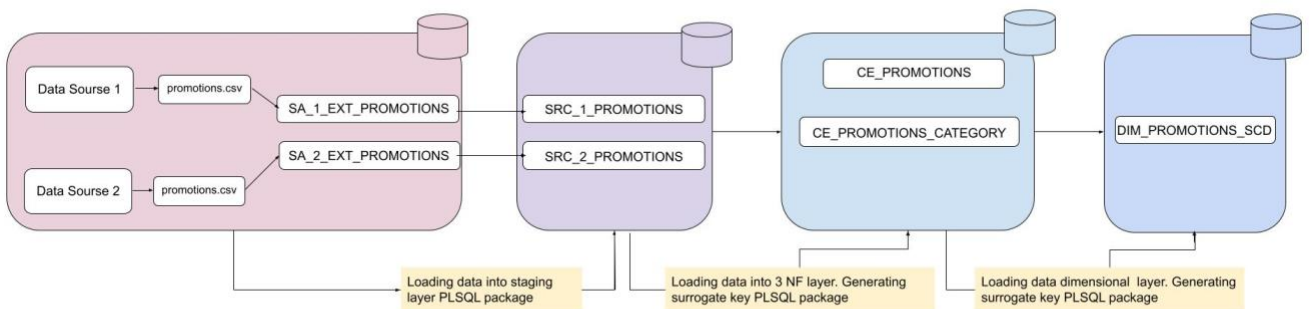 Data Sourse 1
promotions.csv
SA_1_EXT_PROMOTIONS
SA_2_EXT_PROMOTIONS
Data Sourse 2
promotions.csv
SRC_1_PROMOTIONS
SRC_2_PROMOTIONS
CE_PROMOTIONS
CE_PROMOTIONS_CATEGORY
DIM_PROMOTIONS_SCD
Loading data into staging
layer PLSQL package
Loading data into 3 NF layer. Generating
surrogate key PLSQL package
Loading data dimensional  layer. Generating
surrogate key PLSQL package